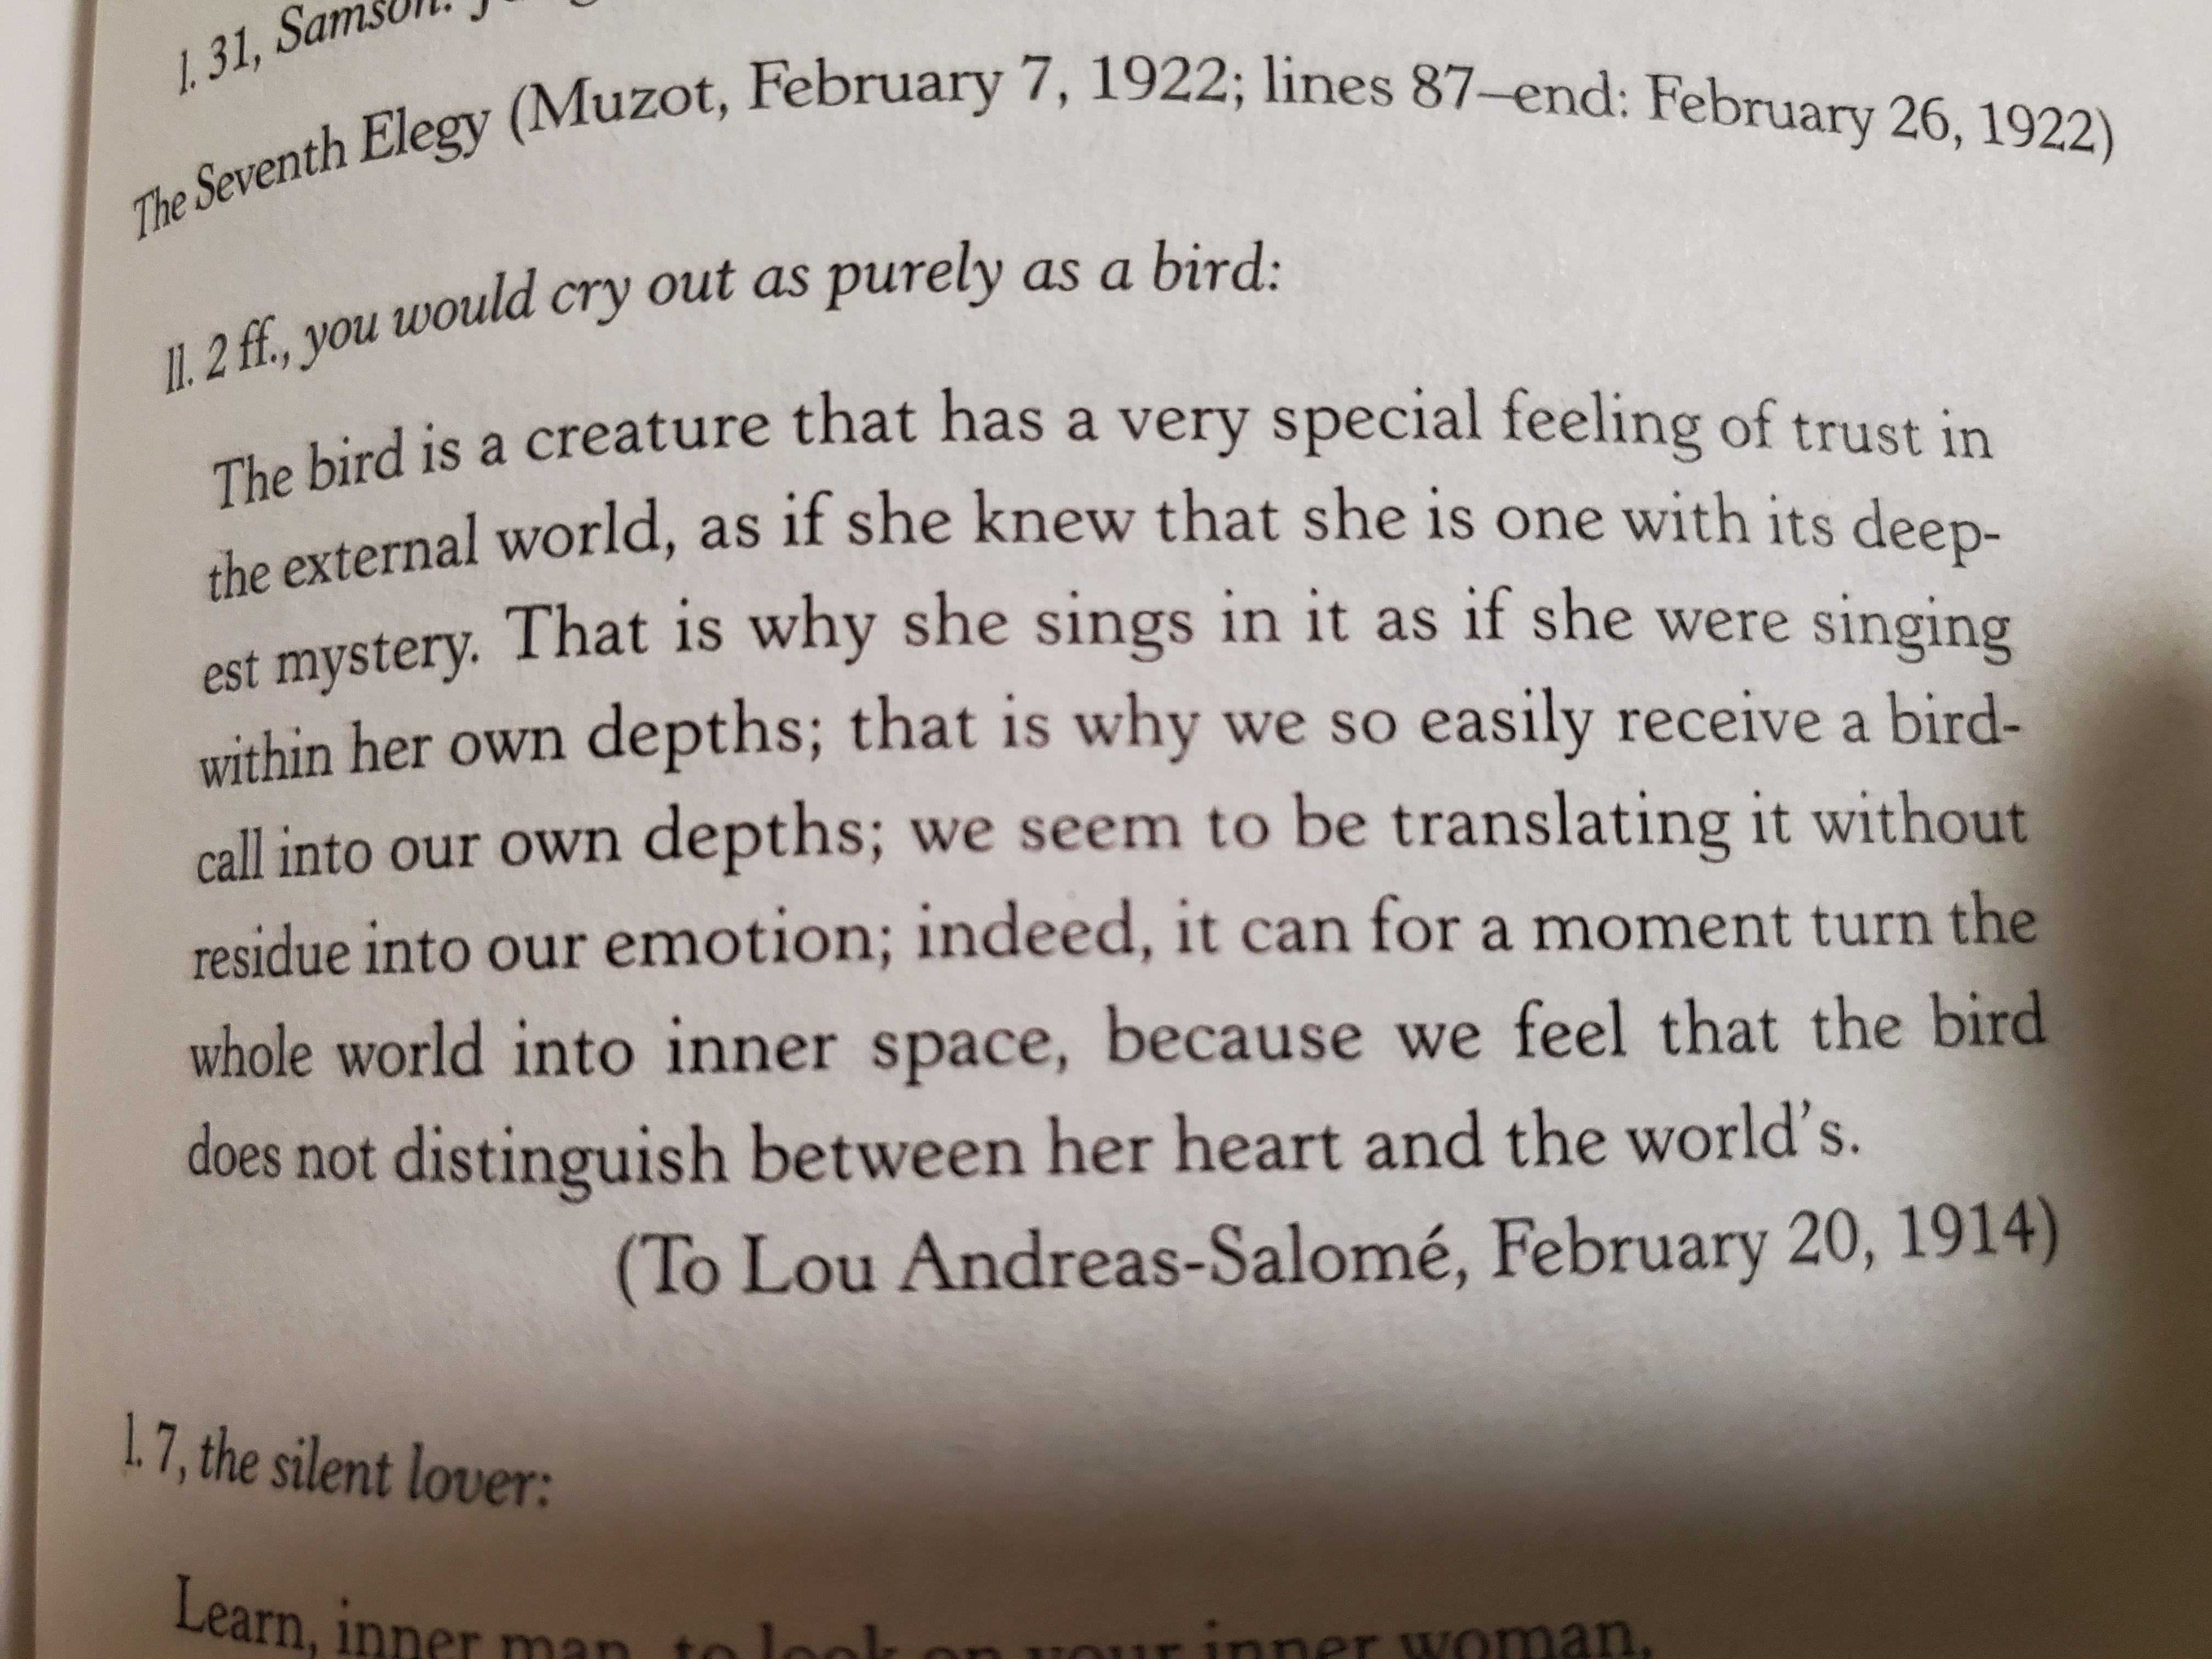 l. 31, Samson:
The Seventh Elegy (Muzot, February 7, 1922; lines 87–end: February 26, 1922)
ll. 2 ff., you would cry out as purely as a bird:
The bird is a creature that has a very special feeling of trust in
the external world, as if she knew that she is one with its deep-
est mystery. That is why she sings in it as if she were singing
within her own depths; that is why we so easily receive a bird-
call into our own depths; we seem to be translating it without
residue into our emotion; indeed, it can for a moment turn the
whole world into inner space, because we feel that the bird
does not distinguish between her heart and the world's.
(To Lou Andreas-Salomé, February 20, 1914)
l. 7, the silent lover:
Learn, inner man, to look on your inner woman,